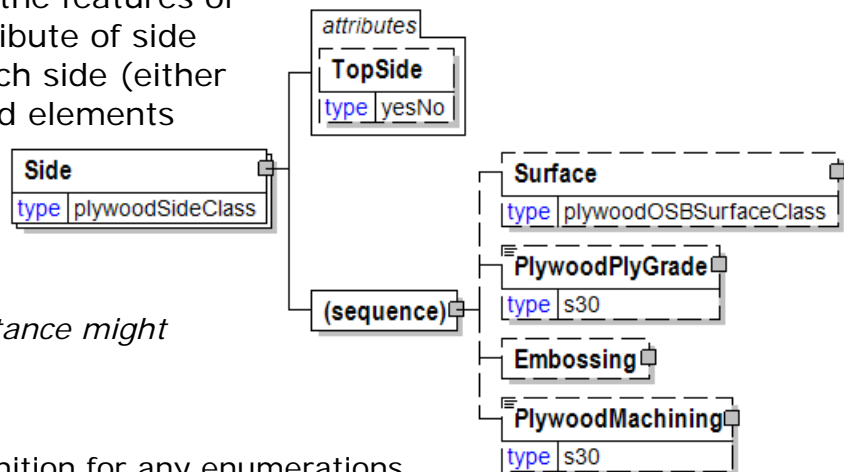 the features of
ibute of side
ch side (either
d elements
attributes
TopSide
type yesNo
Side
type plywoodSideClass
(sequence)
Surface
type plywoodOSBSurfaceClass
PlywoodPlyGrade
type s30
Embossing
PlywoodMachining
type s30
tance might
nition for any enumerations